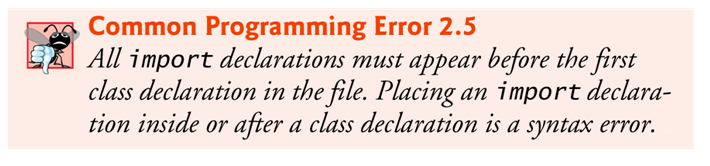 Common Programming Error 2.5
All import declarations must appear before the first
class declaration in the file. Placing an import declara-
tion inside or after a class declaration is a syntax error.